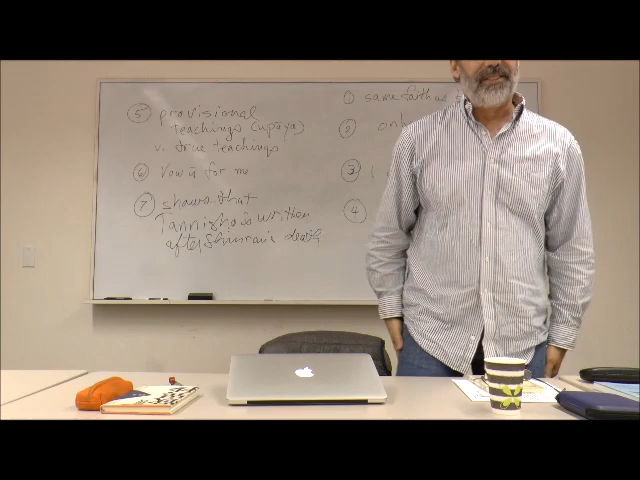 ① same faith as
② only
③
④
⑤ provisional
teachings (upaya)
v. true teachings
⑥ Vow is for me
⑦ shows that
Tannisho is written
after Shinran's death